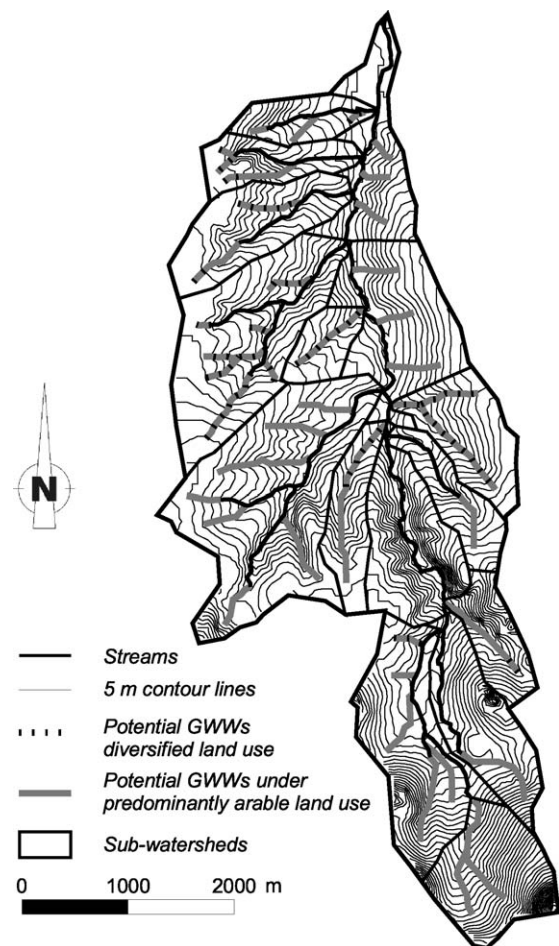 N
Streams
5 m contour lines
Potential GWWs
diversified land use
Potential GWWs under
predominantly arable land use
Sub-watersheds
0 1000 2000 m